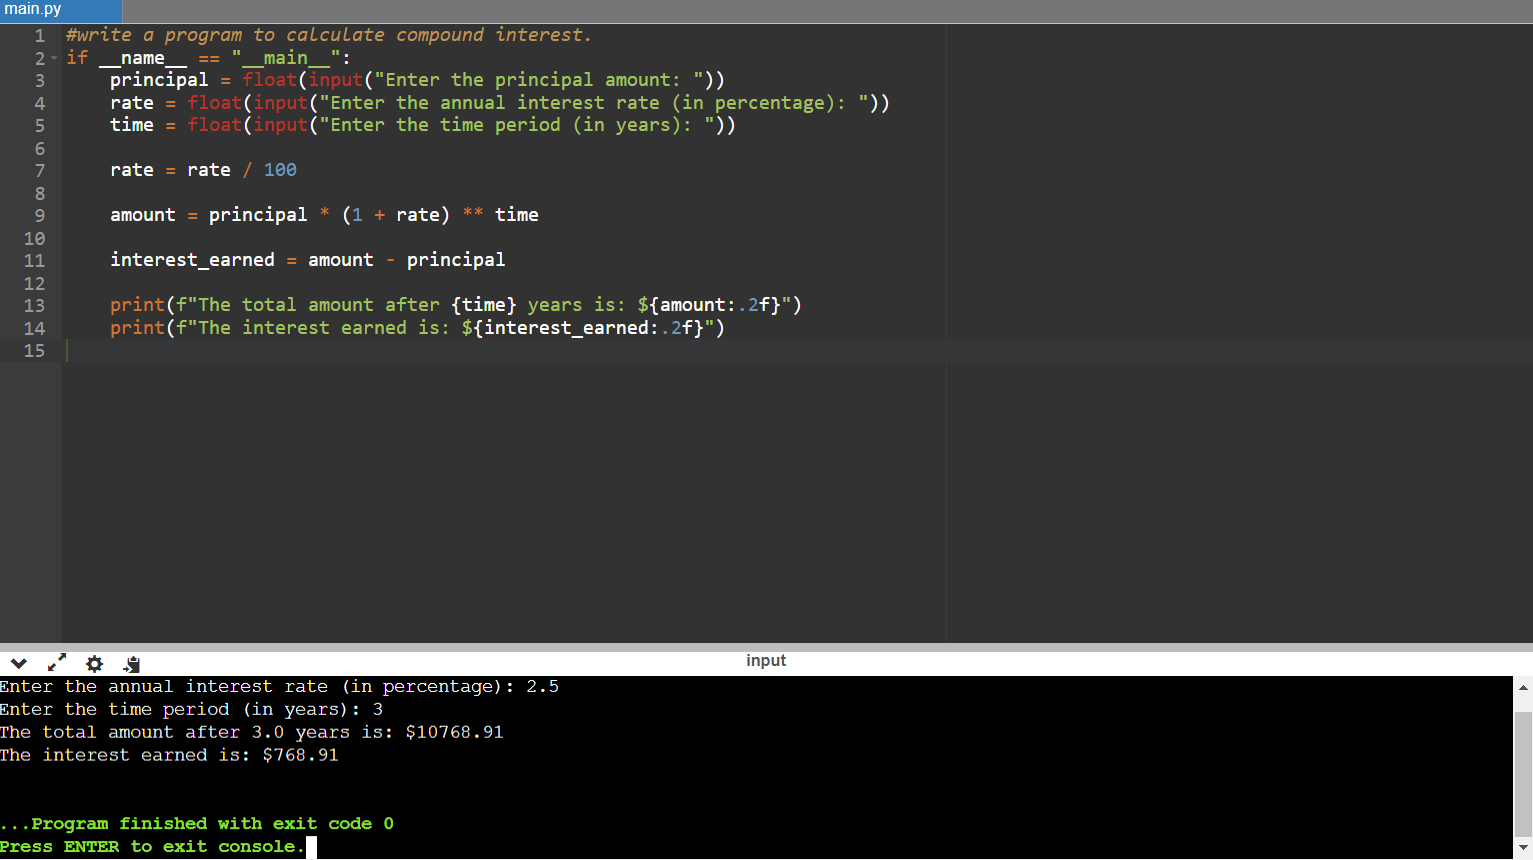 main.py
1 #write a program to calculate compound interest.
2 if __name__ == "__main__":
3     principal = float(input("Enter the principal amount: "))
4     rate = float(input("Enter the annual interest rate (in percentage): "))
5     time = float(input("Enter the time period (in years): "))
6
7     rate = rate / 100
8
9     amount = principal * (1 + rate) ** time
10
11     interest_earned = amount - principal
12
13     print(f"The total amount after {time} years is: ${amount:.2f}")
14     print(f"The interest earned is: ${interest_earned:.2f}")
15
input
Enter the annual interest rate (in percentage): 2.5
Enter the time period (in years): 3
The total amount after 3.0 years is: $10768.91
The interest earned is: $768.91
...Program finished with exit code 0
Press ENTER to exit console.